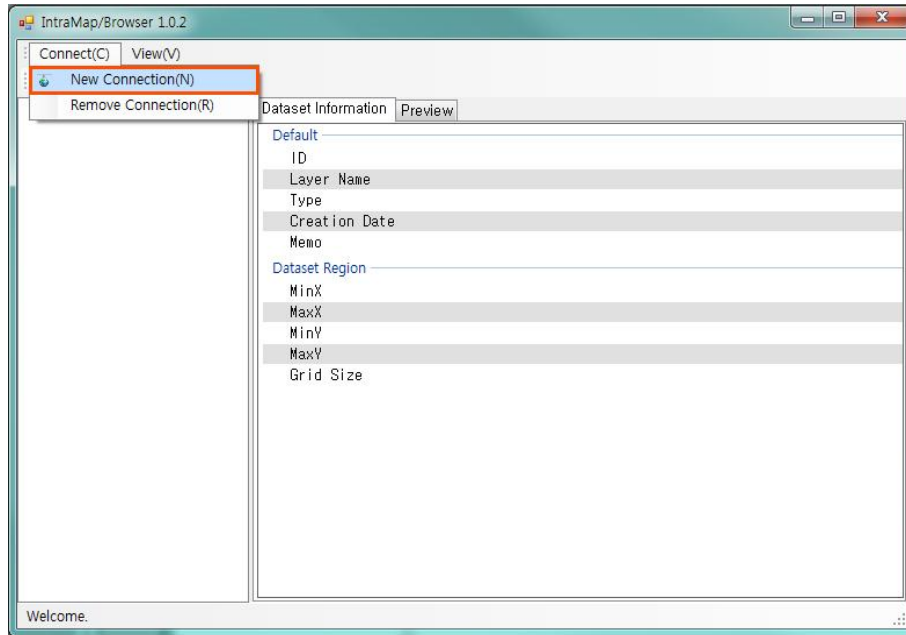 IntraMap/Browser 1.0.2
Connect(C) View(V)
New Connection(N)
Remove Connection(R)
Dataset Information Preview
Default
ID
Layer Name
Type
Creation Date
Memo
Dataset Region
MinX
MaxX
MinY
MaxY
Grid Size
Welcome.